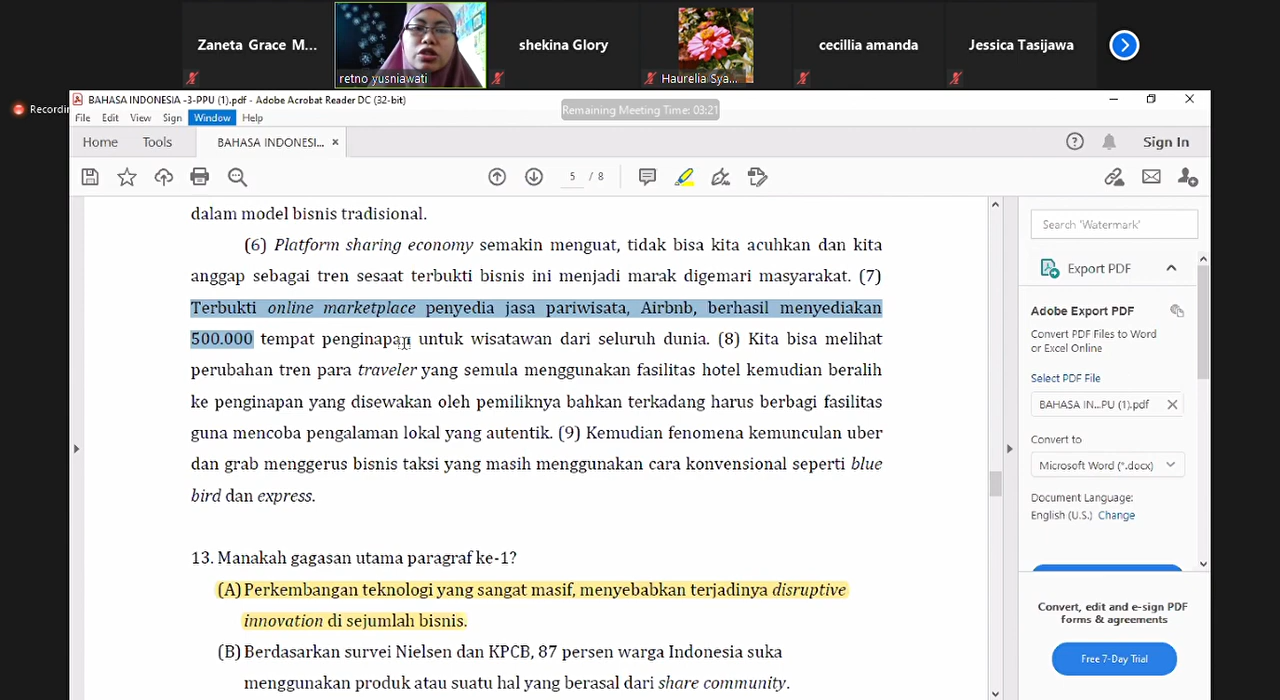 Zaneta Grace M...
retno yusniawati
shekina Glory
Haurelia Sya...
cecillia amanda
Jessica Tasijawa
Recordin
BAHASA INDONESIA -3-PPU (1).pdf - Adobe Acrobat Reader DC (32-bit)
Remaining Meeting Time: 03:21
File Edit View Sign Window Help
Home Tools BAHASA INDONESI... ×
Sign In
5 / 8
dalam model bisnis tradisional.
(6) Platform sharing economy semakin menguat, tidak bisa kita acuhkan dan kita
anggap sebagai tren sesaat terbukti bisnis ini menjadi marak digemari masyarakat. (7)
Terbukti online marketplace penyedia jasa pariwisata, Airbnb, berhasil menyediakan
500.000 tempat penginapan untuk wisatawan dari seluruh dunia. (8) Kita bisa melihat
perubahan tren para traveler yang semula menggunakan fasilitas hotel kemudian beralih
ke penginapan yang disewakan oleh pemiliknya bahkan terkadang harus berbagi fasilitas
guna mencoba pengalaman lokal yang autentik. (9) Kemudian fenomena kemunculan uber
dan grab menggerus bisnis taksi yang masih menggunakan cara konvensional seperti blue
bird dan express.
13. Manakah gagasan utama paragraf ke-1?
(A) Perkembangan teknologi yang sangat masif, menyebabkan terjadinya disruptive
innovation di sejumlah bisnis.
(B) Berdasarkan survei Nielsen dan KPCB, 87 persen warga Indonesia suka
menggunakan produk atau suatu hal yang berasal dari share community.
Search 'Watermark'
Export PDF
Adobe Export PDF
Convert PDF Files to Word
or Excel Online
Select PDF File
BAHASA IN...PU (1).pdf
Convert to
Microsoft Word (*.docx)
Document Language:
English (U.S.) Change
Convert, edit and e-sign PDF
forms & agreements
Free 7-Day Trial